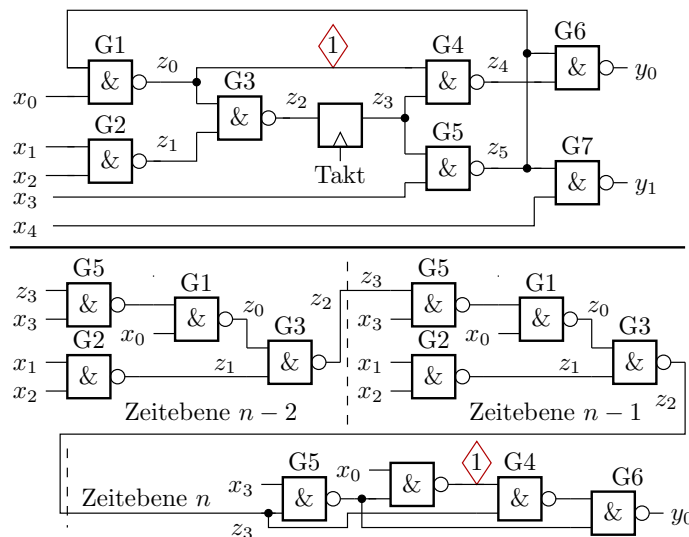 G1 G4 G6
z0 1 z4
G3
& & & y0
x0 z2 z3
G2 &
z1 G5 z5 G7
x1 & & &
x2 y1
x3 Takt
x4
G5 G1 z3 G5 G1
z3 & z2 &
x3 & z0 G3 x3 & z0 G3
G2 x0 G2 x0
x1 & & x1 & &
x2 z1 x2 z1 z2
Zeitebene n − 2 Zeitebene n − 1
G5 x0 1 G4
Zeitebene n x3 & & & G6
z3 & y0